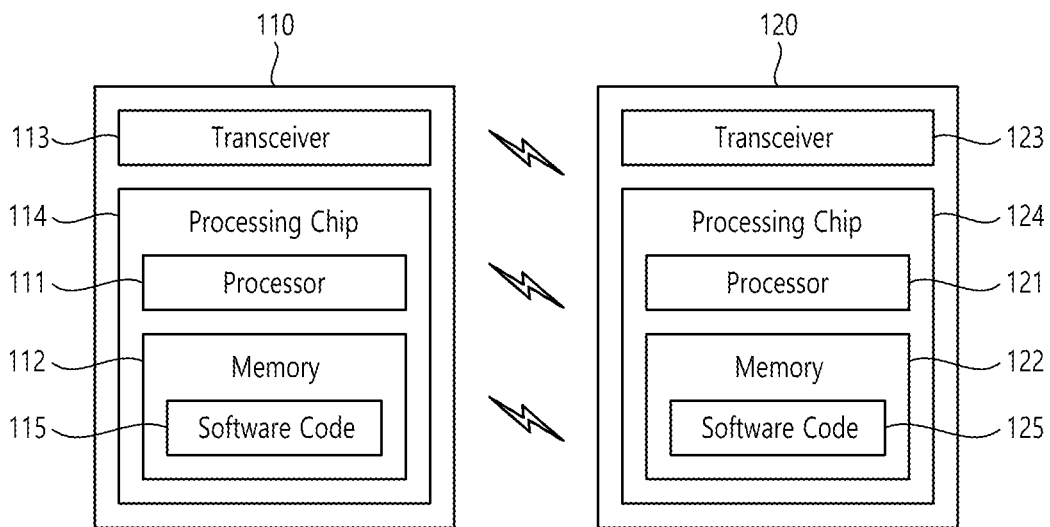 110 120
113 Transceiver Transceiver 123
114 Processing Chip Processing Chip 124
111 Processor Processor 121
112 Memory Memory 122
115 Software Code Software Code 125